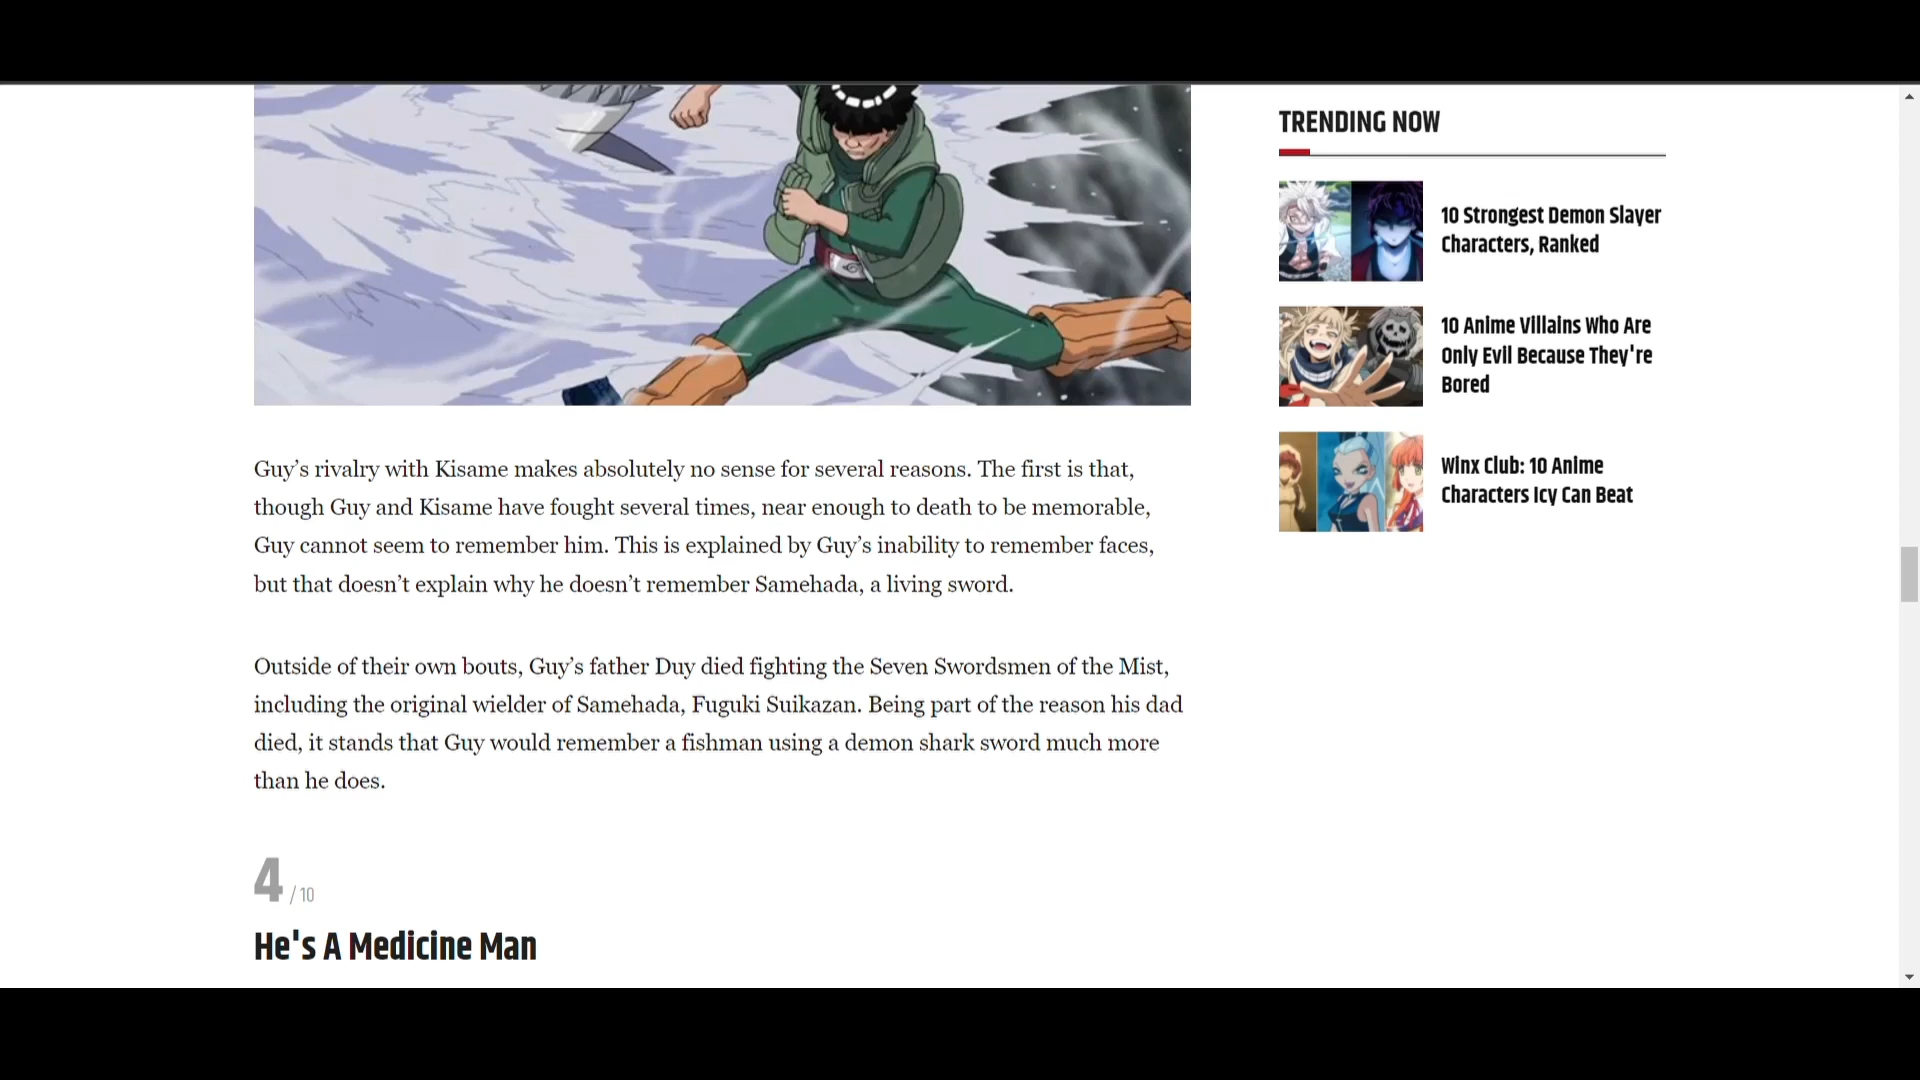 Guy’s rivalry with Kisame makes absolutely no sense for several reasons. The first is that,
though Guy and Kisame have fought several times, near enough to death to be memorable,
Guy cannot seem to remember him. This is explained by Guy’s inability to remember faces,
but that doesn’t explain why he doesn’t remember Samehada, a living sword.
Outside of their own bouts, Guy’s father Duy died fighting the Seven Swordsmen of the Mist,
including the original wielder of Samehada, Fuguki Suikazan. Being part of the reason his dad
died, it stands that Guy would remember a fishman using a demon shark sword much more
than he does.
4 / 10
He's A Medicine Man
TRENDING NOW
10 Strongest Demon Slayer
Characters, Ranked
10 Anime Villains Who Are
Only Evil Because They're
Bored
Winx Club: 10 Anime
Characters Icy Can Beat